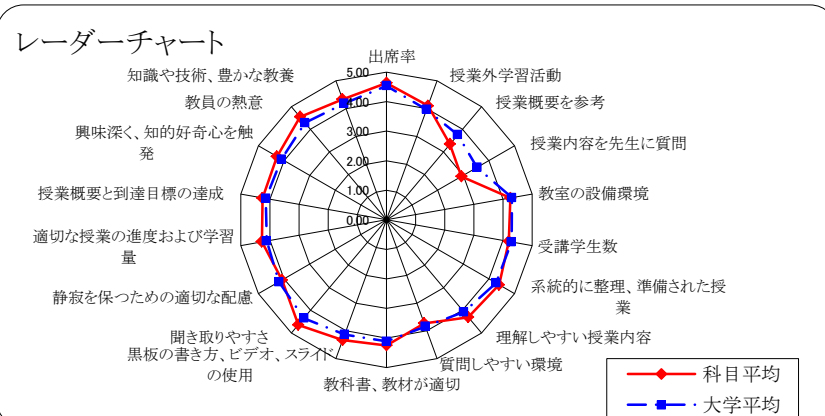 レーダーチャート
出席率
授業外学習活動
授業概要を参考
授業内容を先生に質問
教室の設備環境
受講学生数
系統的に整理、準備された授
業
理解しやすい授業内容
質問しやすい環境
教科書、教材が適切
黒板の書き方、ビデオ、スライド
の使用
聞き取りやすさ
静寂を保つための適切な配慮
適切な授業の進度および学習
量
授業概要と到達目標の達成
興味深く、知的好奇心を触
発
教員の熱意
知識や技術、豊かな教養
5.00
4.00
3.00
2.00
1.00
0.00
科目平均
大学平均